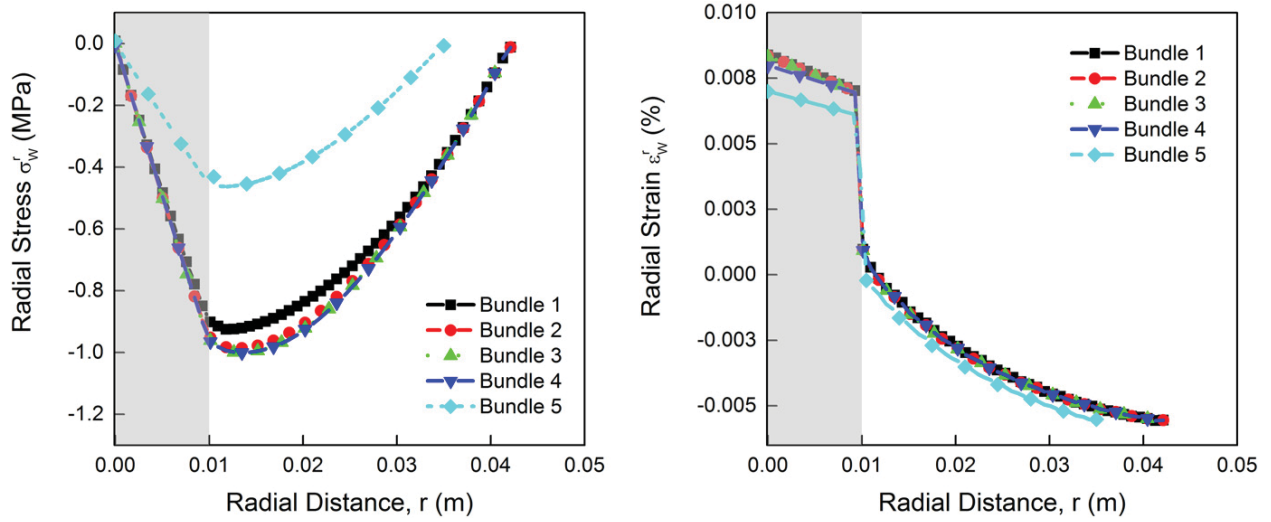 Radial Stress σʳ_w (MPa)
0.0
-0.2
-0.4
-0.6
-0.8
-1.0
-1.2
Bundle 1
Bundle 2
Bundle 3
Bundle 4
Bundle 5
0.00 0.01 0.02 0.03 0.04 0.05
Radial Distance, r (m)
Radial Strain εʳ_w (%)
0.010
0.008
0.005
0.003
0.000
-0.003
-0.005
Bundle 1
Bundle 2
Bundle 3
Bundle 4
Bundle 5
0.00 0.01 0.02 0.03 0.04 0.05
Radial Distance, r (m)